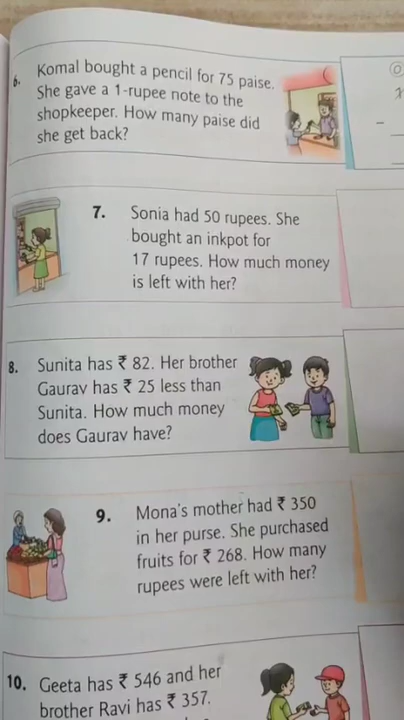 6. Komal bought a pencil for 75 paise.
She gave a 1-rupee note to the
shopkeeper. How many paise did
she get back?
7. Sonia had 50 rupees. She
bought an inkpot for
17 rupees. How much money
is left with her?
8. Sunita has ₹ 82. Her brother
Gaurav has ₹ 25 less than
Sunita. How much money
does Gaurav have?
9. Mona's mother had ₹ 350
in her purse. She purchased
fruits for ₹ 268. How many
rupees were left with her?
10. Geeta has ₹ 546 and her
brother Ravi has ₹ 357.